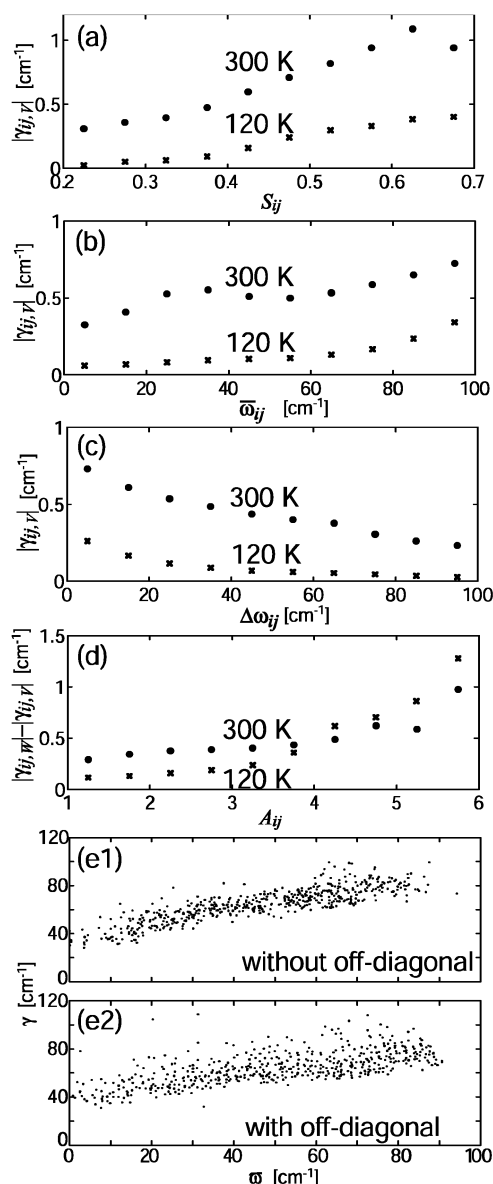 (a)
300 K
120 K
|γij,V| [cm-1]
1
0.5
0
0.2 0.3 0.4 0.5 0.6 0.7
Sij
(b)
300 K
120 K
|γij,V| [cm-1]
1
0.5
0
0 20 40 60 80 100
ω̅ij [cm-1]
(c)
300 K
120 K
|γij,V| [cm-1]
1
0.5
0
0 20 40 60 80 100
Δωij [cm-1]
(d)
300 K
120 K
|γij,W|−|γij,V| [cm-1]
1.5
1
0.5
0
1 2 3 4 5 6
Aij
(e1)
without off-diagonal
120
80
40
0
γ [cm-1]
(e2)
with off-diagonal
120
80
40
0
0 20 40 60 80 100
ϖ [cm-1]